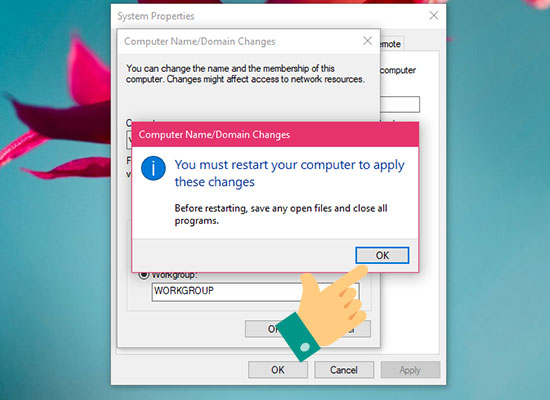 System Properties
Computer Name/Domain Changes
You can change the name and the membership of this
computer. Changes might affect access to network resources.
computer
Computer Name/Domain Changes
You must restart your computer to apply
these changes
Before restarting, save any open files and close all
programs.
OK
Workgroup:
WORKGROUP
OK
Cancel
Apply